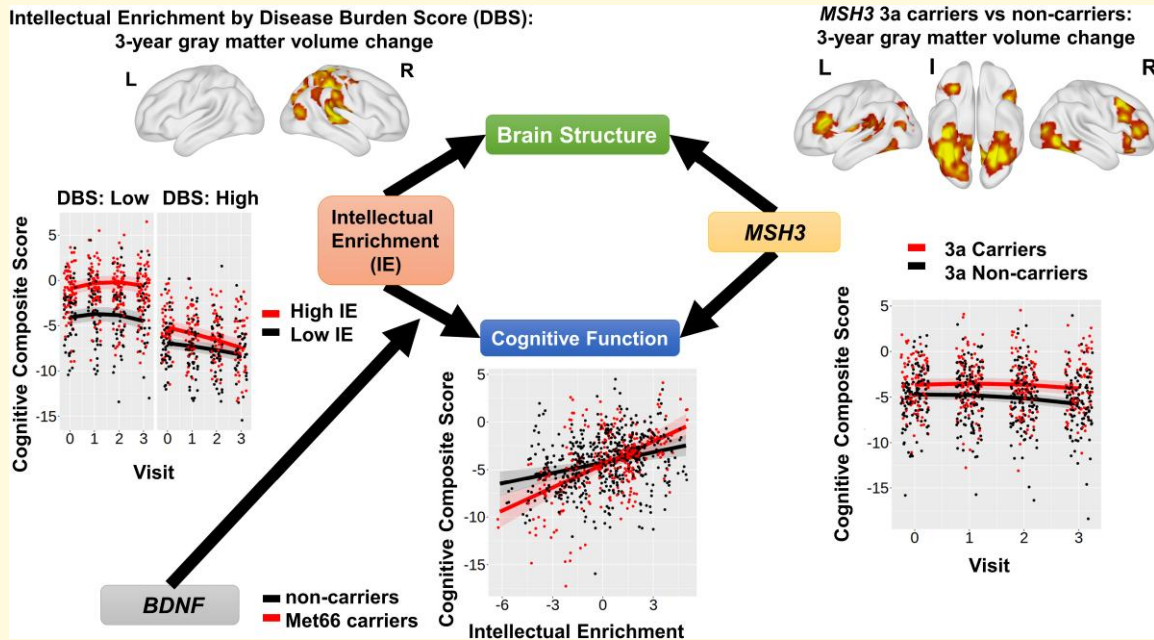 Intellectual Enrichment by Disease Burden Score (DBS):
3-year gray matter volume change
L
R
MSH3 3a carriers vs non-carriers:
3-year gray matter volume change
L
I
R
Brain Structure
Intellectual
Enrichment
(IE)
MSH3
Cognitive Function
BDNF
DBS: Low
DBS: High
Cognitive Composite Score
5
0
-5
-10
-15
0 1 2 3
0 1 2 3
Visit
High IE
Low IE
non-carriers
Met66 carriers
Cognitive Composite Score
5
0
-5
-10
-15
-6 -3 0 3
Intellectual Enrichment
3a Carriers
3a Non-carriers
Cognitive Composite Score
5
0
-5
-10
-15
0 1 2 3
Visit